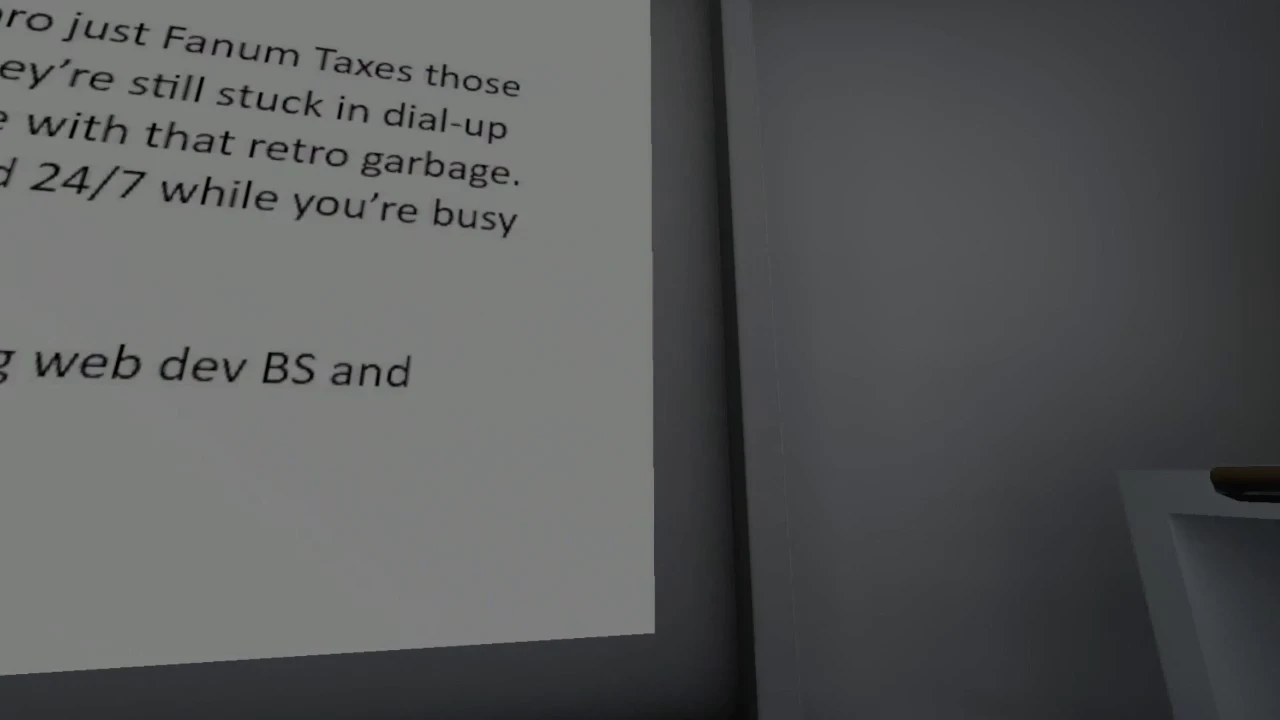 just Fanum Taxes those
still stuck in dial-up
with that retro garbage.
24/7 while you're busy
web dev BS and